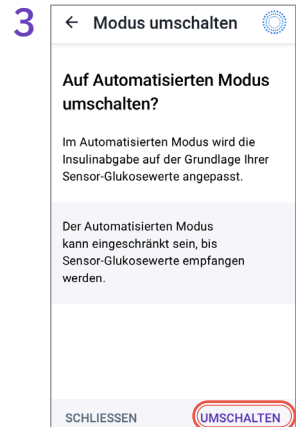 3
Modus umschalten
Auf Automatisierten Modus
umschalten?
Im Automatisierten Modus wird die
Insulinabgabe auf der Grundlage Ihrer
Sensor-Glukosewerte angepasst.
Der Automatisierten Modus
kann eingeschränkt sein, bis
Sensor-Glukosewerte empfangen
werden.
SCHLIESSEN UMSCHALTEN